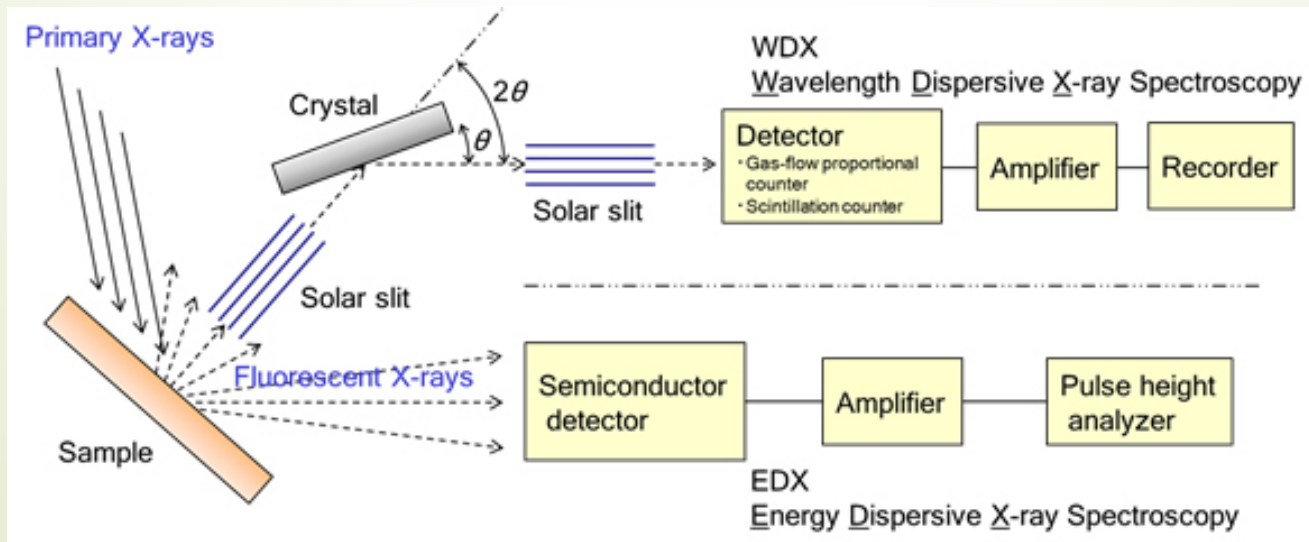 Primary X-rays
Crystal
2θ
θ
Solar slit
WDX
Wavelength Dispersive X-ray Spectroscopy
Detector
・Gas-flow proportional
counter
・Scintillation counter
Amplifier
Recorder
Solar slit
Fluorescent X-rays
Sample
Semiconductor
detector
Amplifier
Pulse height
analyzer
EDX
Energy Dispersive X-ray Spectroscopy